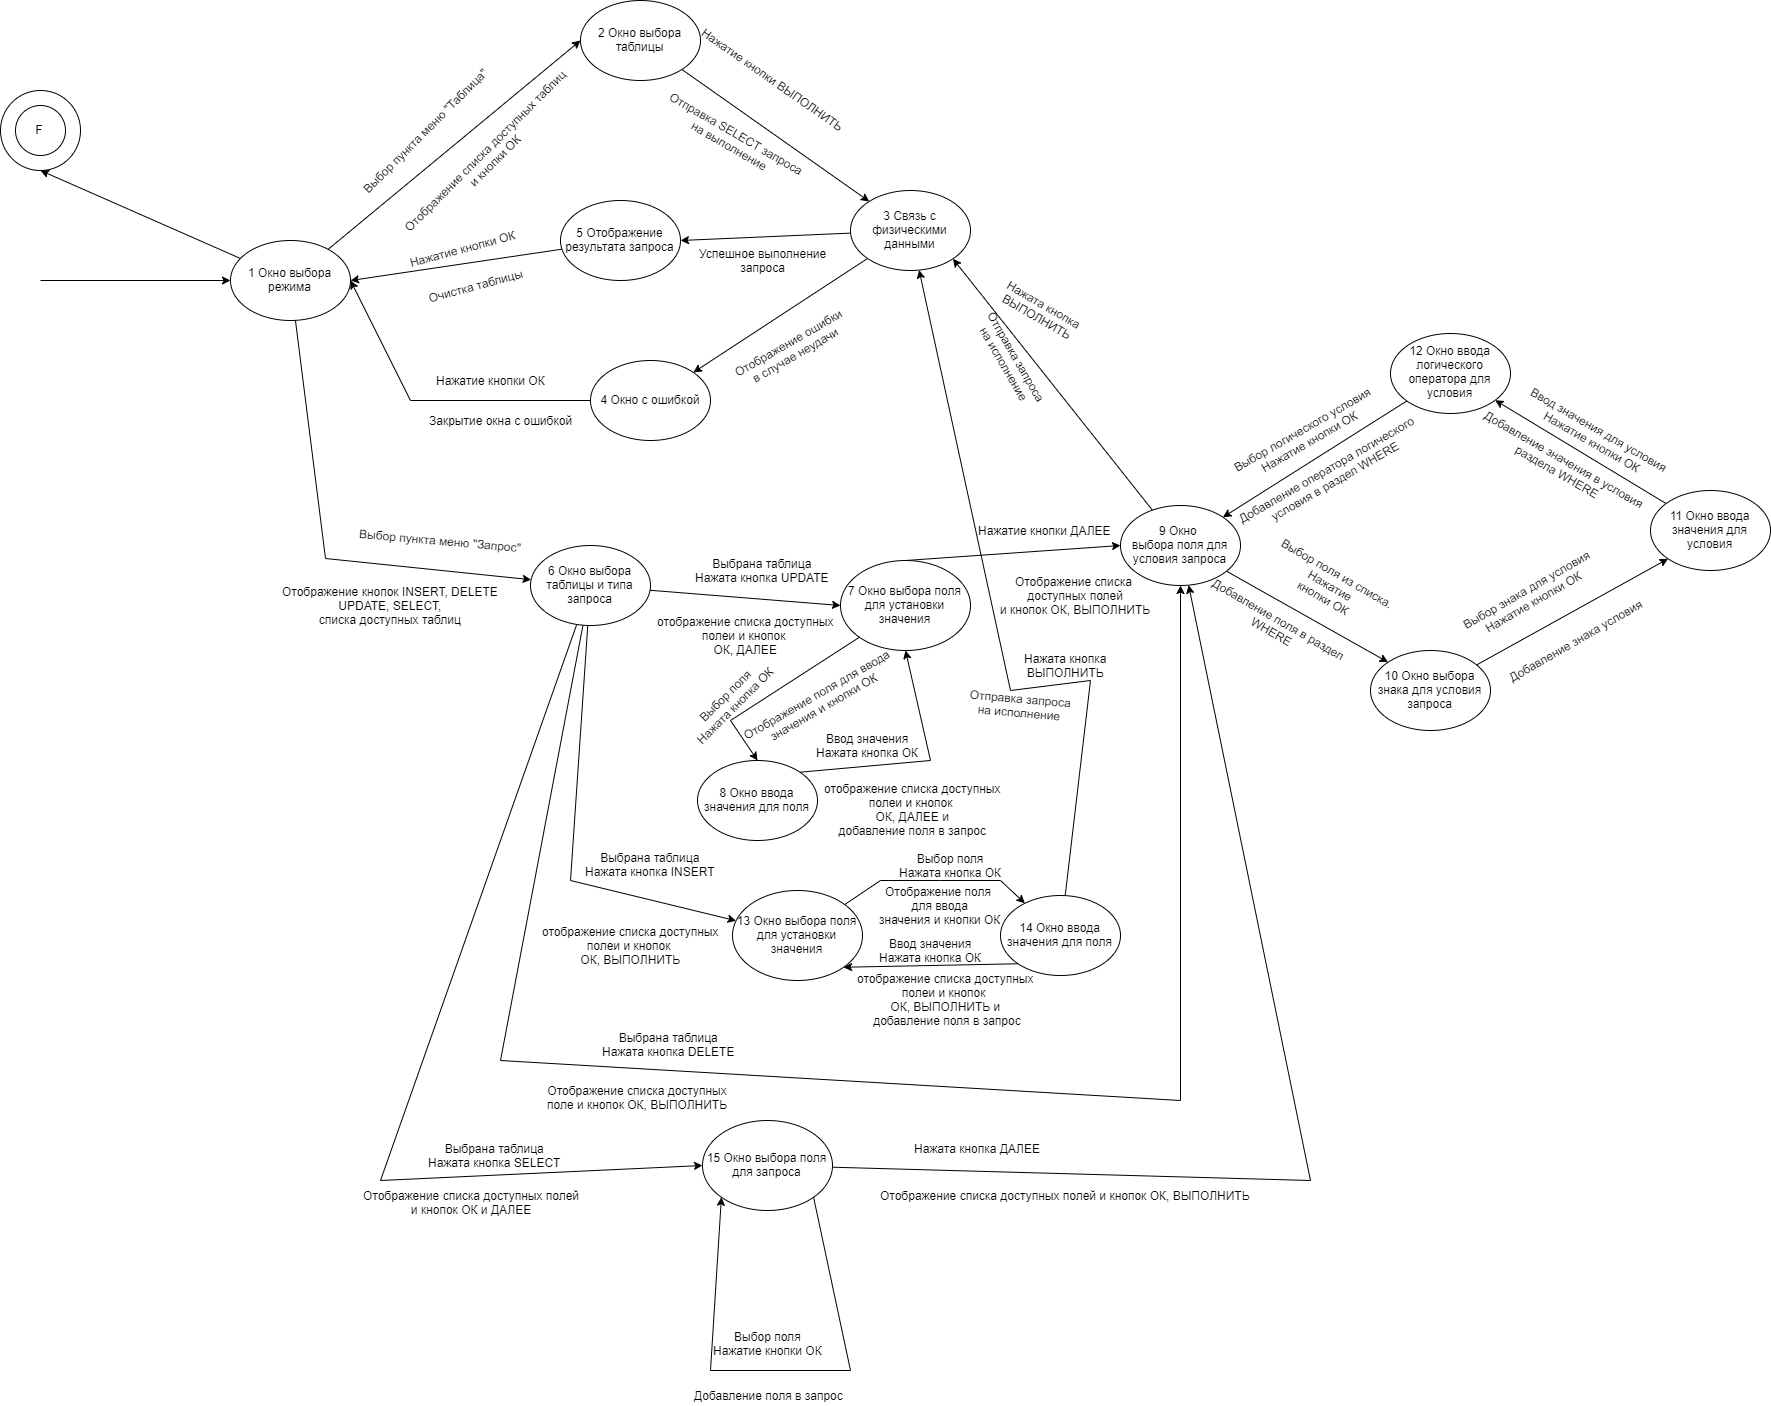 2 Окно выбора
таблицы
Нажатие кнопки ВЫПОЛНИТЬ
Выбор пункта меню "Таблица"
Отображение списка доступных таблиц
и кнопки ОК
Отправка SELECT запроса
на выполнение
F
1 Окно выбора
режима
5 Отображение
результата запроса
3 Связь с
физическими
данными
Нажатие кнопки ОК
Очистка таблицы
Успешное выполнение
запроса
Отображение ошибки
в случае неудачи
4 Окно с ошибкой
Нажатие кнопки ОК
Закрытие окна с ошибкой
Нажата кнопка
ВЫПОЛНИТЬ
Отправка запроса
на исполнение
12 Окно ввода
логического
оператора для
условия
Выбор логического условия
Нажатие кнопки ОК
Добавление оператора логического
условия в раздел WHERE
Ввод значения для условия
Нажатие кнопки ОК
Добавление значения в условия
раздела WHERE
11 Окно ввода
значения для
условия
9 Окно
выбора поля для
условия запроса
Выбор поля из списка.
Нажатие
кнопки ОК
Добавление поля в раздел
WHERE
Выбор знака для условия
Нажатие кнопки ОК
Добавление знака условия
10 Окно выбора
знака для условия
запроса
Выбор пункта меню "Запрос"
Отображение кнопок INSERT, DELETE
UPDATE, SELECT,
списка доступных таблиц
6 Окно выбора
таблицы и типа
запроса
Выбрана таблица
Нажата кнопка UPDATE
отображение списка доступных
полеи и кнопок
ОК, ДАЛЕЕ
7 Окно выбора поля
для установки
значения
Нажатие кнопки ДАЛЕЕ
Отображение списка
доступных полей
и кнопок ОК, ВЫПОЛНИТЬ
Выбор поля
Нажата кнопка ОК
Отображение поля для ввода
значения и кнопки ОК
Ввод значения
Нажата кнопка ОК
8 Окно ввода
значения для поля
отображение списка доступных
полеи и кнопок
ОК, ДАЛЕЕ и
добавление поля в запрос
Нажата кнопка
ВЫПОЛНИТЬ
Отправка запроса
на исполнение
Выбрана таблица
Нажата кнопка INSERT
отображение списка доступных
полеи и кнопок
ОК, ВЫПОЛНИТЬ
13 Окно выбора поля
для установки
значения
Выбор поля
Нажата кнопка ОК
Отображение поля
для ввода
значения и кнопки ОК
14 Окно ввода
значения для поля
Ввод значения
Нажата кнопка ОК
отображение списка доступных
полеи и кнопок
ОК, ВЫПОЛНИТЬ и
добавление поля в запрос
Выбрана таблица
Нажата кнопка DELETE
Отображение списка доступных
поле и кнопок ОК, ВЫПОЛНИТЬ
Выбрана таблица
Нажата кнопка SELECT
Отображение списка доступных полей
и кнопок ОК и ДАЛЕЕ
15 Окно выбора поля
для запроса
Нажата кнопка ДАЛЕЕ
Отображение списка доступных полей и кнопок ОК, ВЫПОЛНИТЬ
Выбор поля
Нажатие кнопки ОК
Добавление поля в запрос